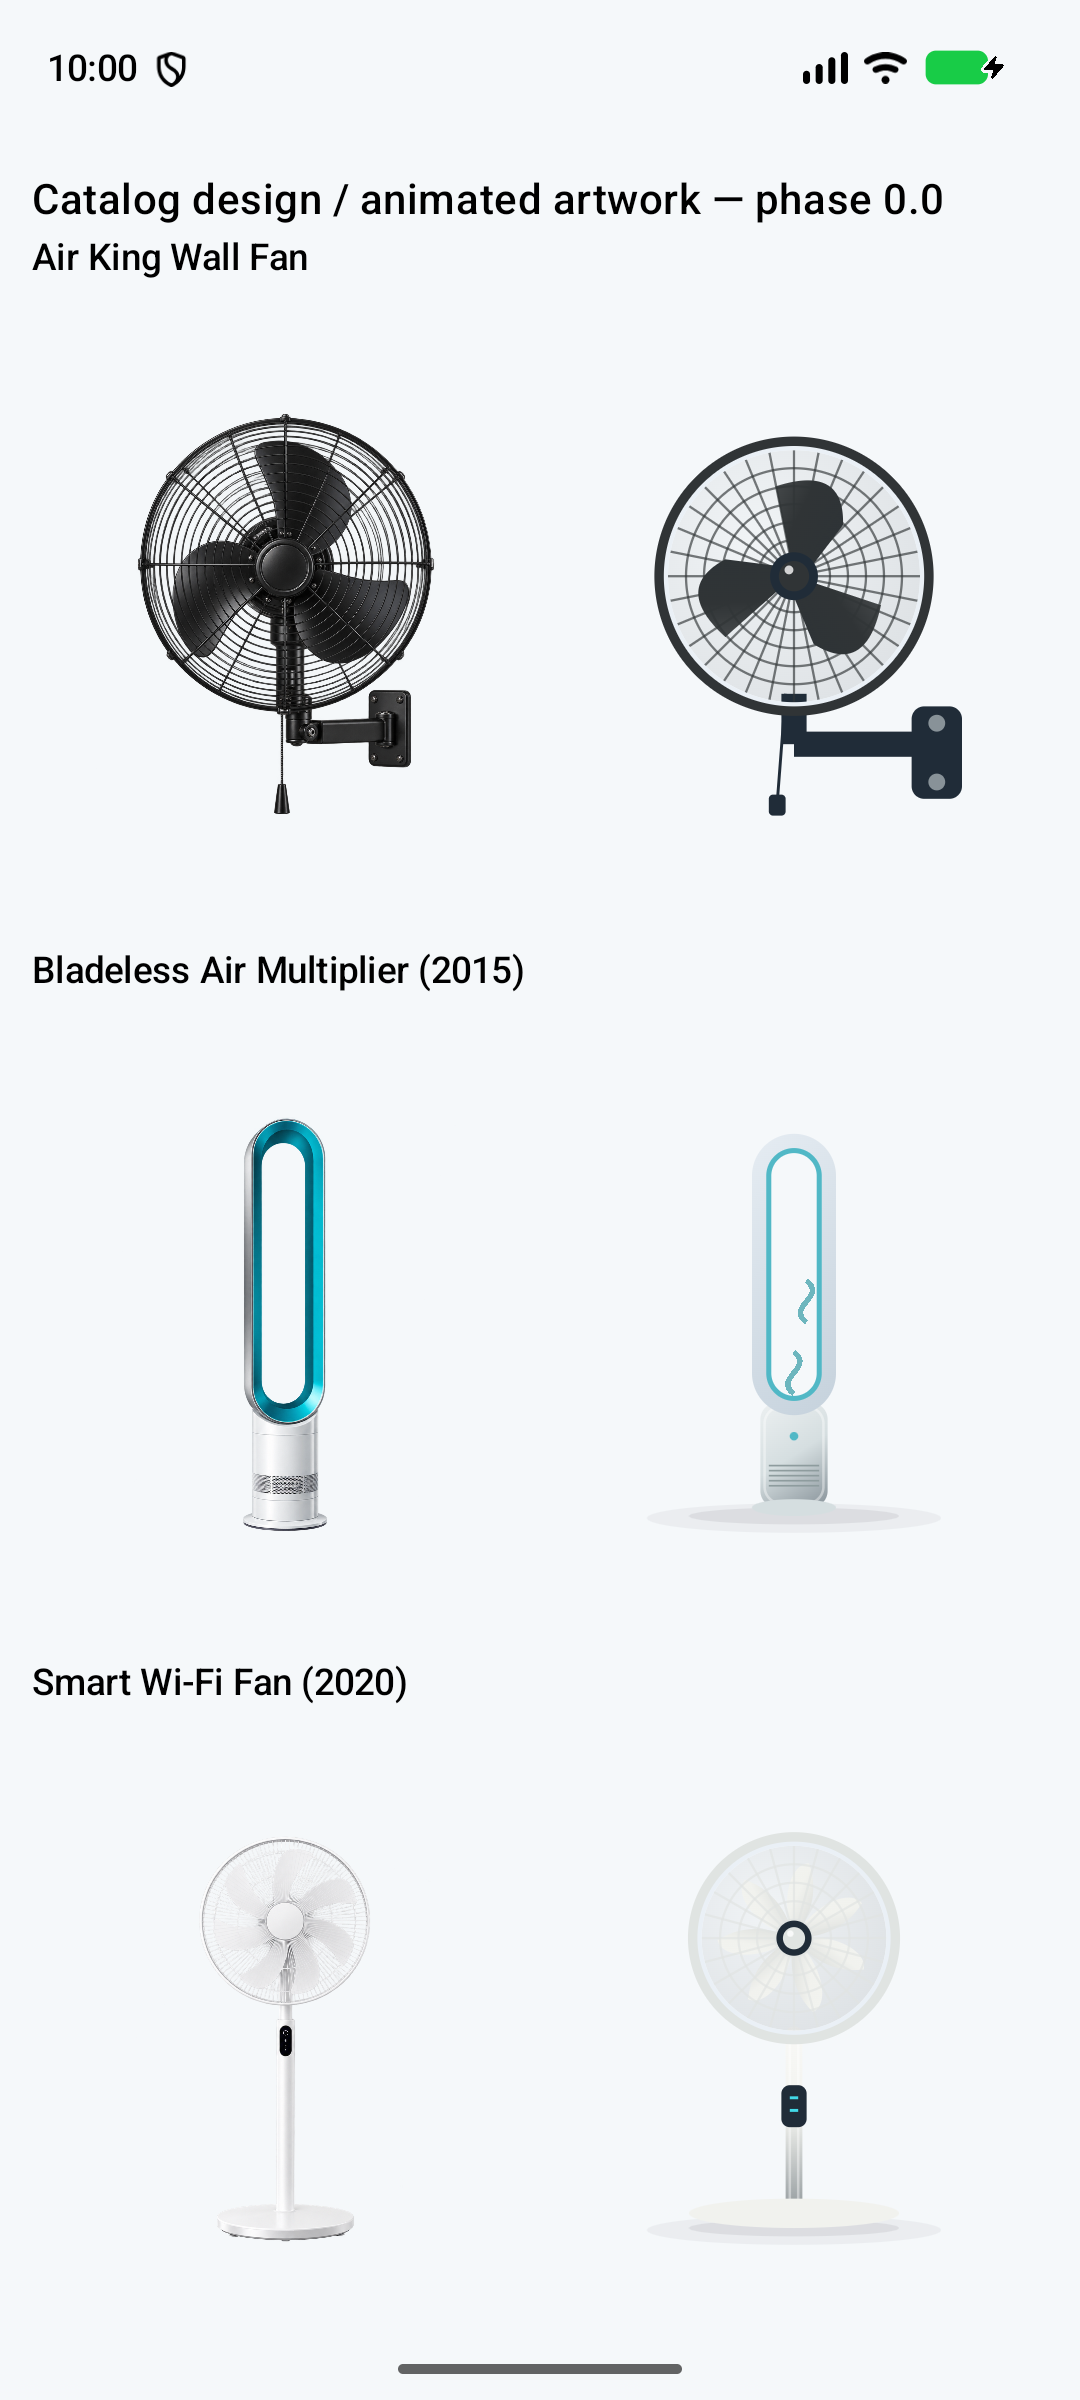 10:00
Catalog design / animated artwork — phase 0.0
Air King Wall Fan
Bladeless Air Multiplier (2015)
Smart Wi-Fi Fan (2020)